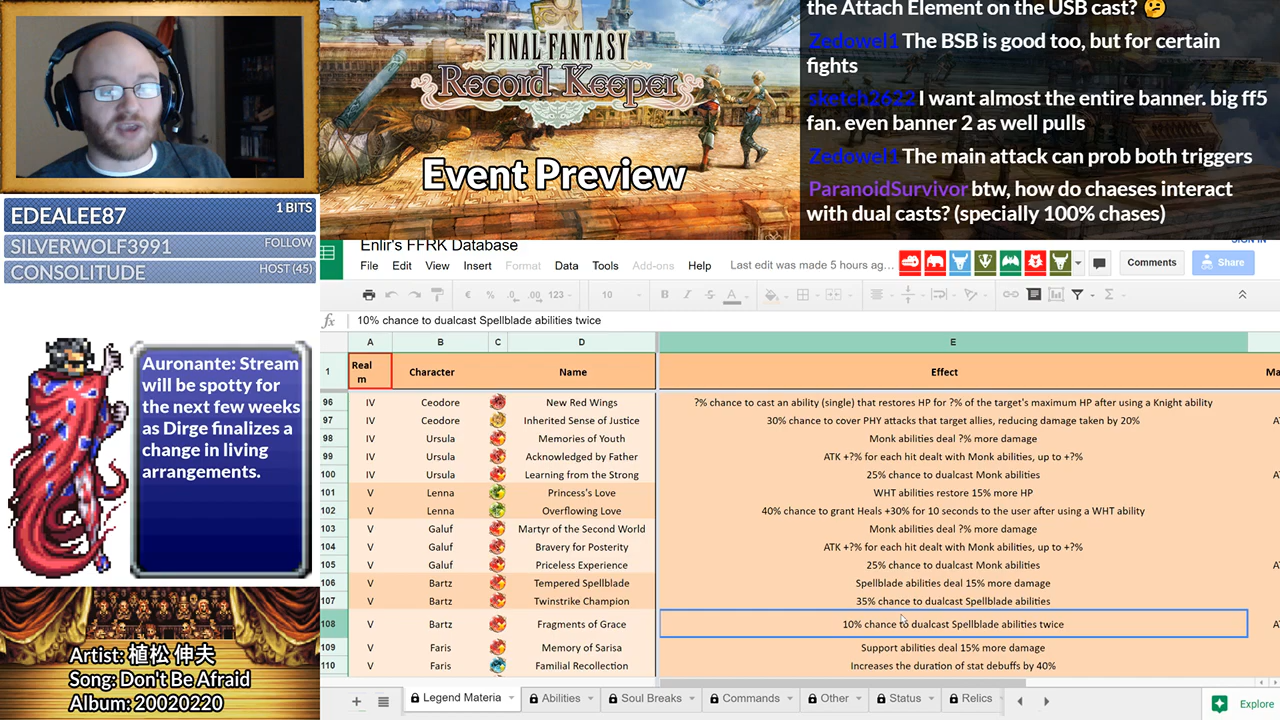 FINAL FANTASY
Record Keeper
Event Preview
the Attach Element on the USB cast? 🤔
Zedowel1 The BSB is good too, but for certain
fights
sketch2622 I want almost the entire banner. big ff5
fan. even banner 2 as well pulls
Zedowel1 The main attack can prob both triggers
ParanoidSurvivor btw, how do chaeses interact
with dual casts? (specially 100% chases)
EDEALEE87 1 BITS
SILVERWOLF3991 FOLLOW
CONSOLITUDE HOST (45)
Auronante: Stream
will be spotty for
the next few weeks
as Dirge finalizes a
change in living
arrangements.
Artist: 植松 伸夫
Song: Don't Be Afraid
Album: 20020220
Enlir's FFRK Database
SIGN IN
File Edit View Insert Format Data Tools Add-ons Help Last edit was made 5 hours ag... Comments Share
€ % .0 .00 123 10 B I S A Σ
fx 10% chance to dualcast Spellblade abilities twice
A B C D E
1 Real
m Character Name Effect Ma
96 IV Ceodore New Red Wings ?% chance to cast an ability (single) that restores HP for ?% of the target's maximum HP after using a Knight ability
97 IV Ceodore Inherited Sense of Justice 30% chance to cover PHY attacks that target allies, reducing damage taken by 20% A
98 IV Ursula Memories of Youth Monk abilities deal ?% more damage
99 IV Ursula Acknowledged by Father ATK +?% for each hit dealt with Monk abilities, up to +?%
100 IV Ursula Learning from the Strong 25% chance to dualcast Monk abilities A
101 V Lenna Princess's Love WHT abilities restore 15% more HP
102 V Lenna Overflowing Love 40% chance to grant Heals +30% for 10 seconds to the user after using a WHT ability
103 V Galuf Martyr of the Second World Monk abilities deal ?% more damage
104 V Galuf Bravery for Posterity ATK +?% for each hit dealt with Monk abilities, up to +?%
105 V Galuf Priceless Experience 25% chance to dualcast Monk abilities A
106 V Bartz Tempered Spellblade Spellblade abilities deal 15% more damage
107 V Bartz Twinstrike Champion 35% chance to dualcast Spellblade abilities
108 V Bartz Fragments of Grace 10% chance to dualcast Spellblade abilities twice A
109 V Faris Memory of Sarisa Support abilities deal 15% more damage
110 V Faris Familial Recollection Increases the duration of stat debuffs by 40%
Legend Materia Abilities Soul Breaks Commands Other Status Relics Explore